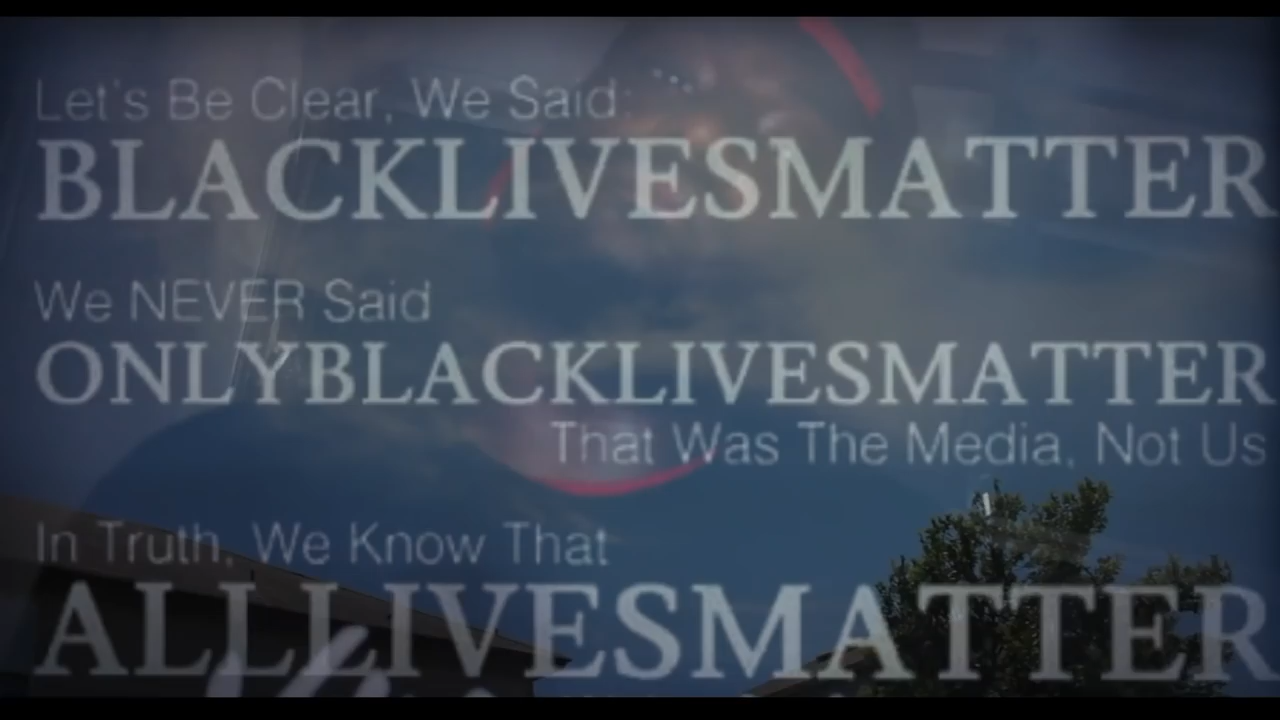 Let's Be Clear, We Said:
BLACKLIVESMATTER
We NEVER Said
ONLYBLACKLIVESMATTER
That Was The Media, Not Us
In Truth, We Know That
ALLLIVESMATTER